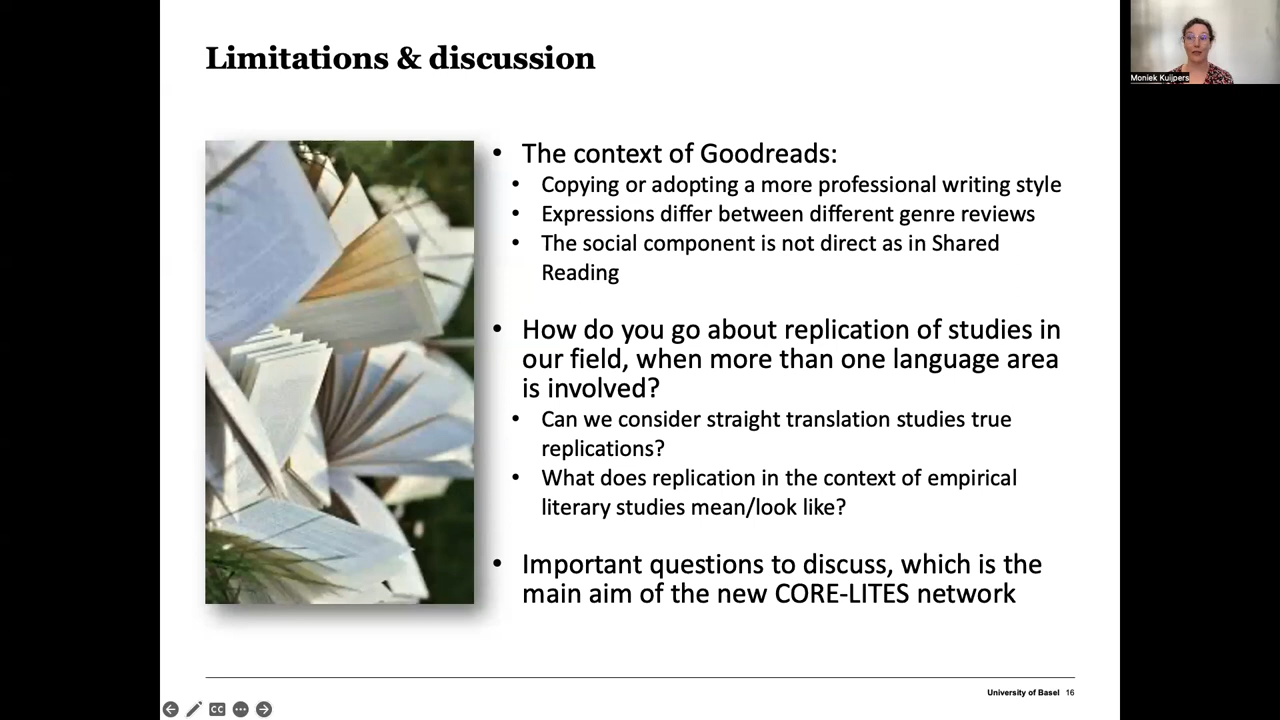 Limitations & discussion
Moniek Kuijpers
• The context of Goodreads:
• Copying or adopting a more professional writing style
• Expressions differ between different genre reviews
• The social component is not direct as in Shared
Reading
• How do you go about replication of studies in
our field, when more than one language area
is involved?
• Can we consider straight translation studies true
replications?
• What does replication in the context of empirical
literary studies mean/look like?
• Important questions to discuss, which is the
main aim of the new CORE-LITES network
University of Basel 16
CC